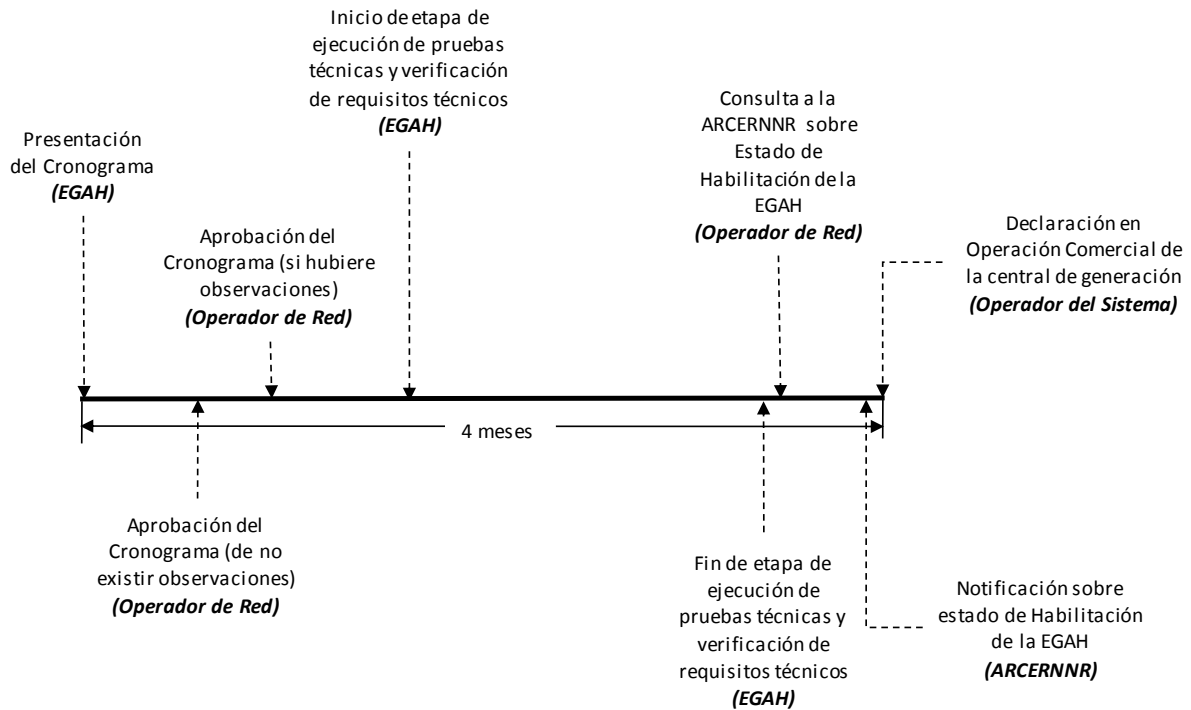 Inicio de etapa de
ejecución de pruebas
técnicas y verificación
de requisitos técnicos
(EGAH)
Presentación
del Cronograma
(EGAH)
Aprobación del
Cronograma (si hubiere
observaciones)
(Operador de Red)
Consulta a la
ARCERNNR sobre
Estado de
Habilitación de la
EGAH
(Operador de Red)
Declaración en
Operación Comercial de
la central de generación
(Operador del Sistema)
4 meses
Aprobación del
Cronograma (de no
existir observaciones)
(Operador de Red)
Fin de etapa de
ejecución de
pruebas técnicas y
verificación de
requisitos técnicos
(EGAH)
Notificación sobre
estado de Habilitación
de la EGAH
(ARCERNNR)